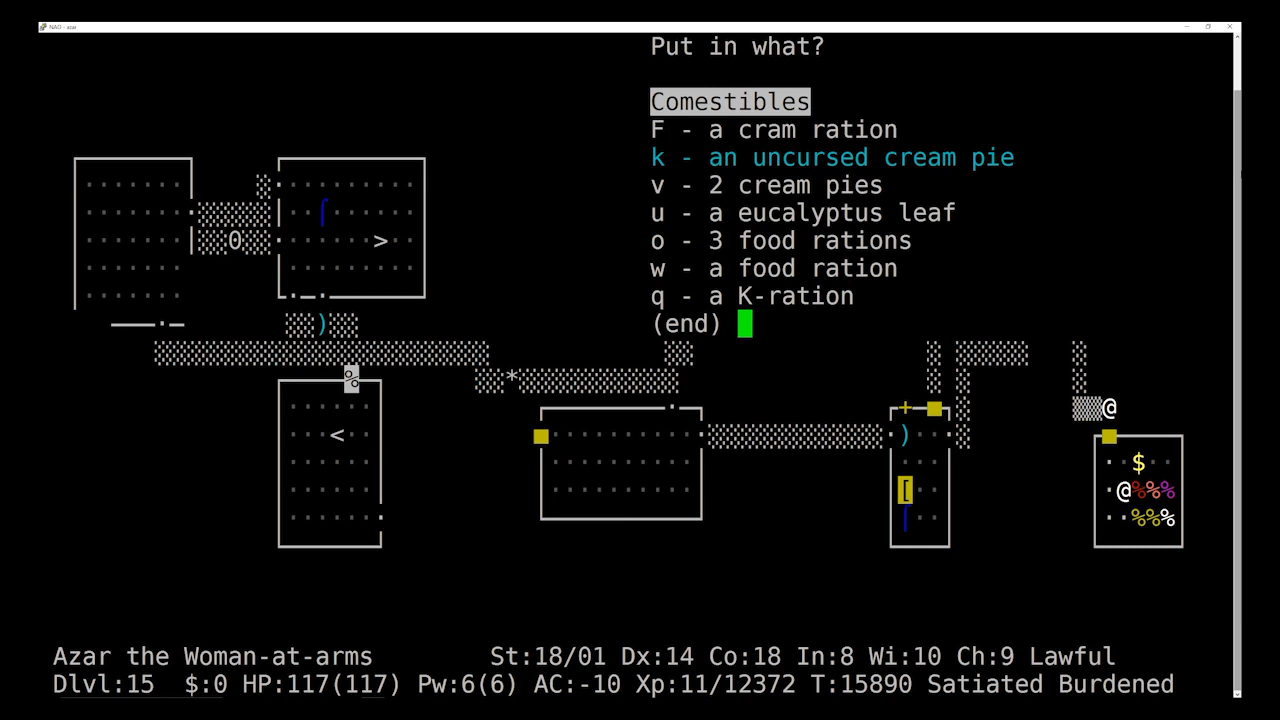 NAO - azar
Put in what?
Comestibles
F - a cram ration
k - an uncursed cream pie
v - 2 cream pies
u - a eucalyptus leaf
o - 3 food rations
w - a food ration
q - a K-ration
(end)
Azar the Woman-at-arms St:18/01 Dx:14 Co:18 In:8 Wi:10 Ch:9 Lawful
Dlvl:15 $:0 HP:117(117) Pw:6(6) AC:-10 Xp:11/12372 T:15890 Satiated Burdened